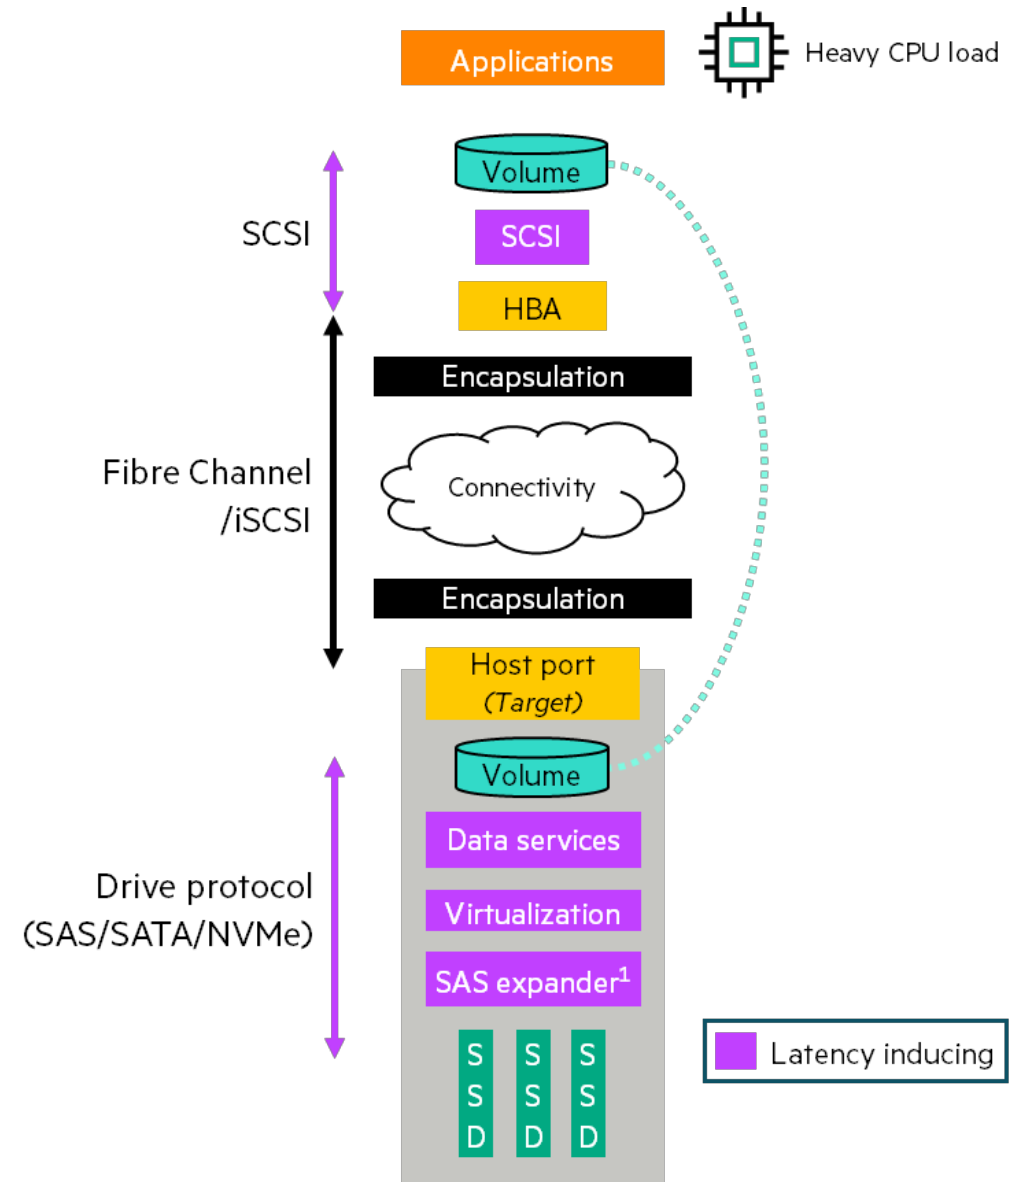 Applications
Heavy CPU load
Volume
SCSI
SCSI
HBA
Encapsulation
Fibre Channel
/iSCSI
Connectivity
Encapsulation
Host port
(Target)
Volume
Data services
Drive protocol
(SAS/SATA/NVMe)
Virtualization
SAS expander¹
SSD
SSD
SSD
Latency inducing